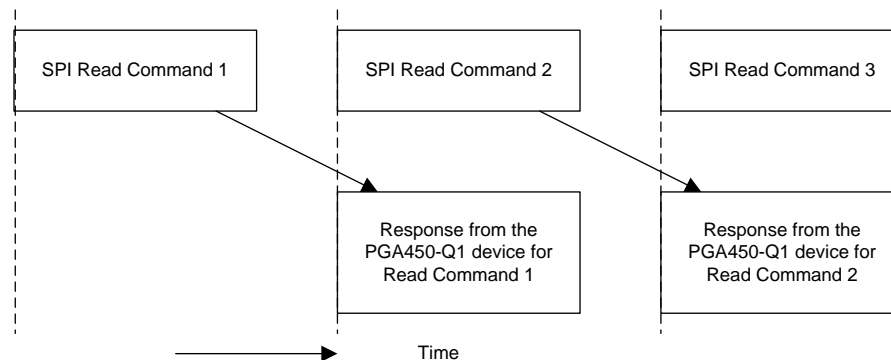 SPI Read Command 1
SPI Read Command 2
SPI Read Command 3
Response from the
PGA450-Q1 device for
Read Command 1
Response from the
PGA450-Q1 device for
Read Command 2
Time